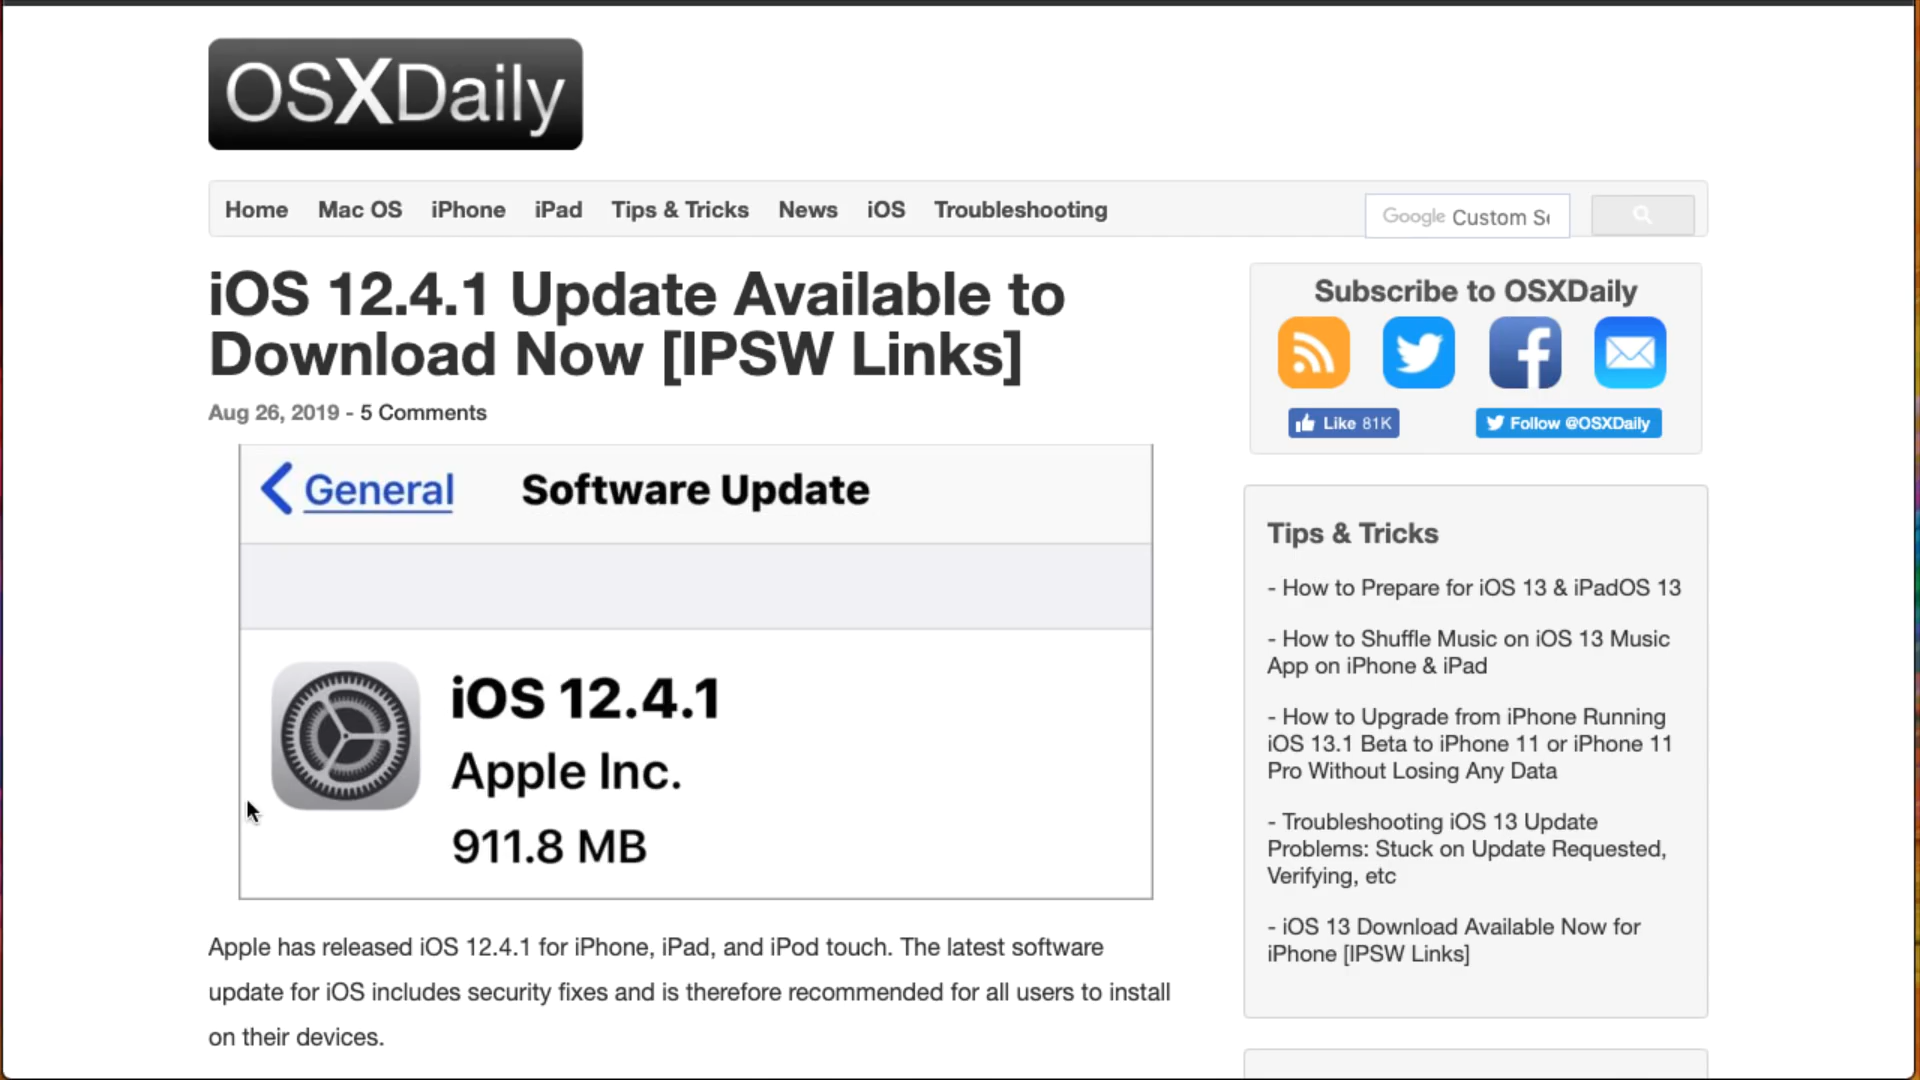 OSXDaily
Home Mac OS iPhone iPad Tips & Tricks News iOS Troubleshooting
Google Custom Se
iOS 12.4.1 Update Available to
Download Now [IPSW Links]
Aug 26, 2019 - 5 Comments
General Software Update
iOS 12.4.1
Apple Inc.
911.8 MB
Apple has released iOS 12.4.1 for iPhone, iPad, and iPod touch. The latest software
update for iOS includes security fixes and is therefore recommended for all users to install
on their devices.
Subscribe to OSXDaily
Like 81K
Follow @OSXDaily
Tips & Tricks
- How to Prepare for iOS 13 & iPadOS 13
- How to Shuffle Music on iOS 13 Music
App on iPhone & iPad
- How to Upgrade from iPhone Running
iOS 13.1 Beta to iPhone 11 or iPhone 11
Pro Without Losing Any Data
- Troubleshooting iOS 13 Update
Problems: Stuck on Update Requested,
Verifying, etc
- iOS 13 Download Available Now for
iPhone [IPSW Links]